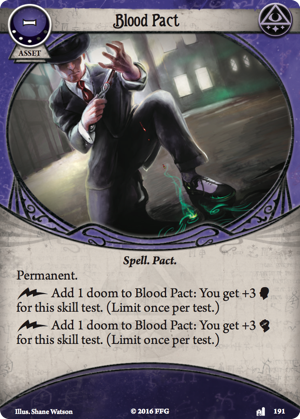 Blood Pact
ASSET
Spell. Pact.
Permanent.
Add 1 doom to Blood Pact: You get +3
for this skill test. (Limit once per test.)
Add 1 doom to Blood Pact: You get +3
for this skill test. (Limit once per test.)
Illus. Shane Watson © 2016 FFG 191